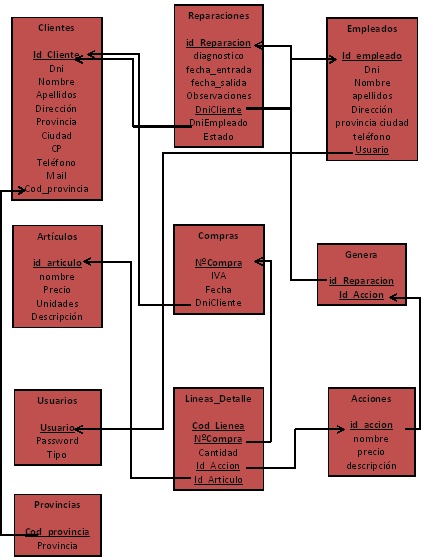 Clientes
Id_Cliente
Dni
Nombre
Apellidos
Dirección
Provincia
Ciudad
CP
Teléfono
Mail
Cod_provincia
Reparaciones
id_Reparacion
diagnostico
fecha_entrada
fecha_salida
Observaciones
DniCliente
DniEmpleado
Estado
Empleados
Id_empleado
Dni
Nombre
apellidos
Dirección
provincia ciudad
teléfono
Usuario
Artículos
id_articulo
nombre
Precio
Unidades
Descripción
Compras
NºCompra
IVA
Fecha
DniCliente
Genera
id_Reparacion
Id_Accion
Usuarios
Usuario
Password
Tipo
Lineas_Detalle
Cod_Lienea
NºCompra
Cantidad
Id_Accion
Id_Articulo
Acciones
id_accion
nombre
precio
descripción
Provincias
Cod_provincia
Provincia